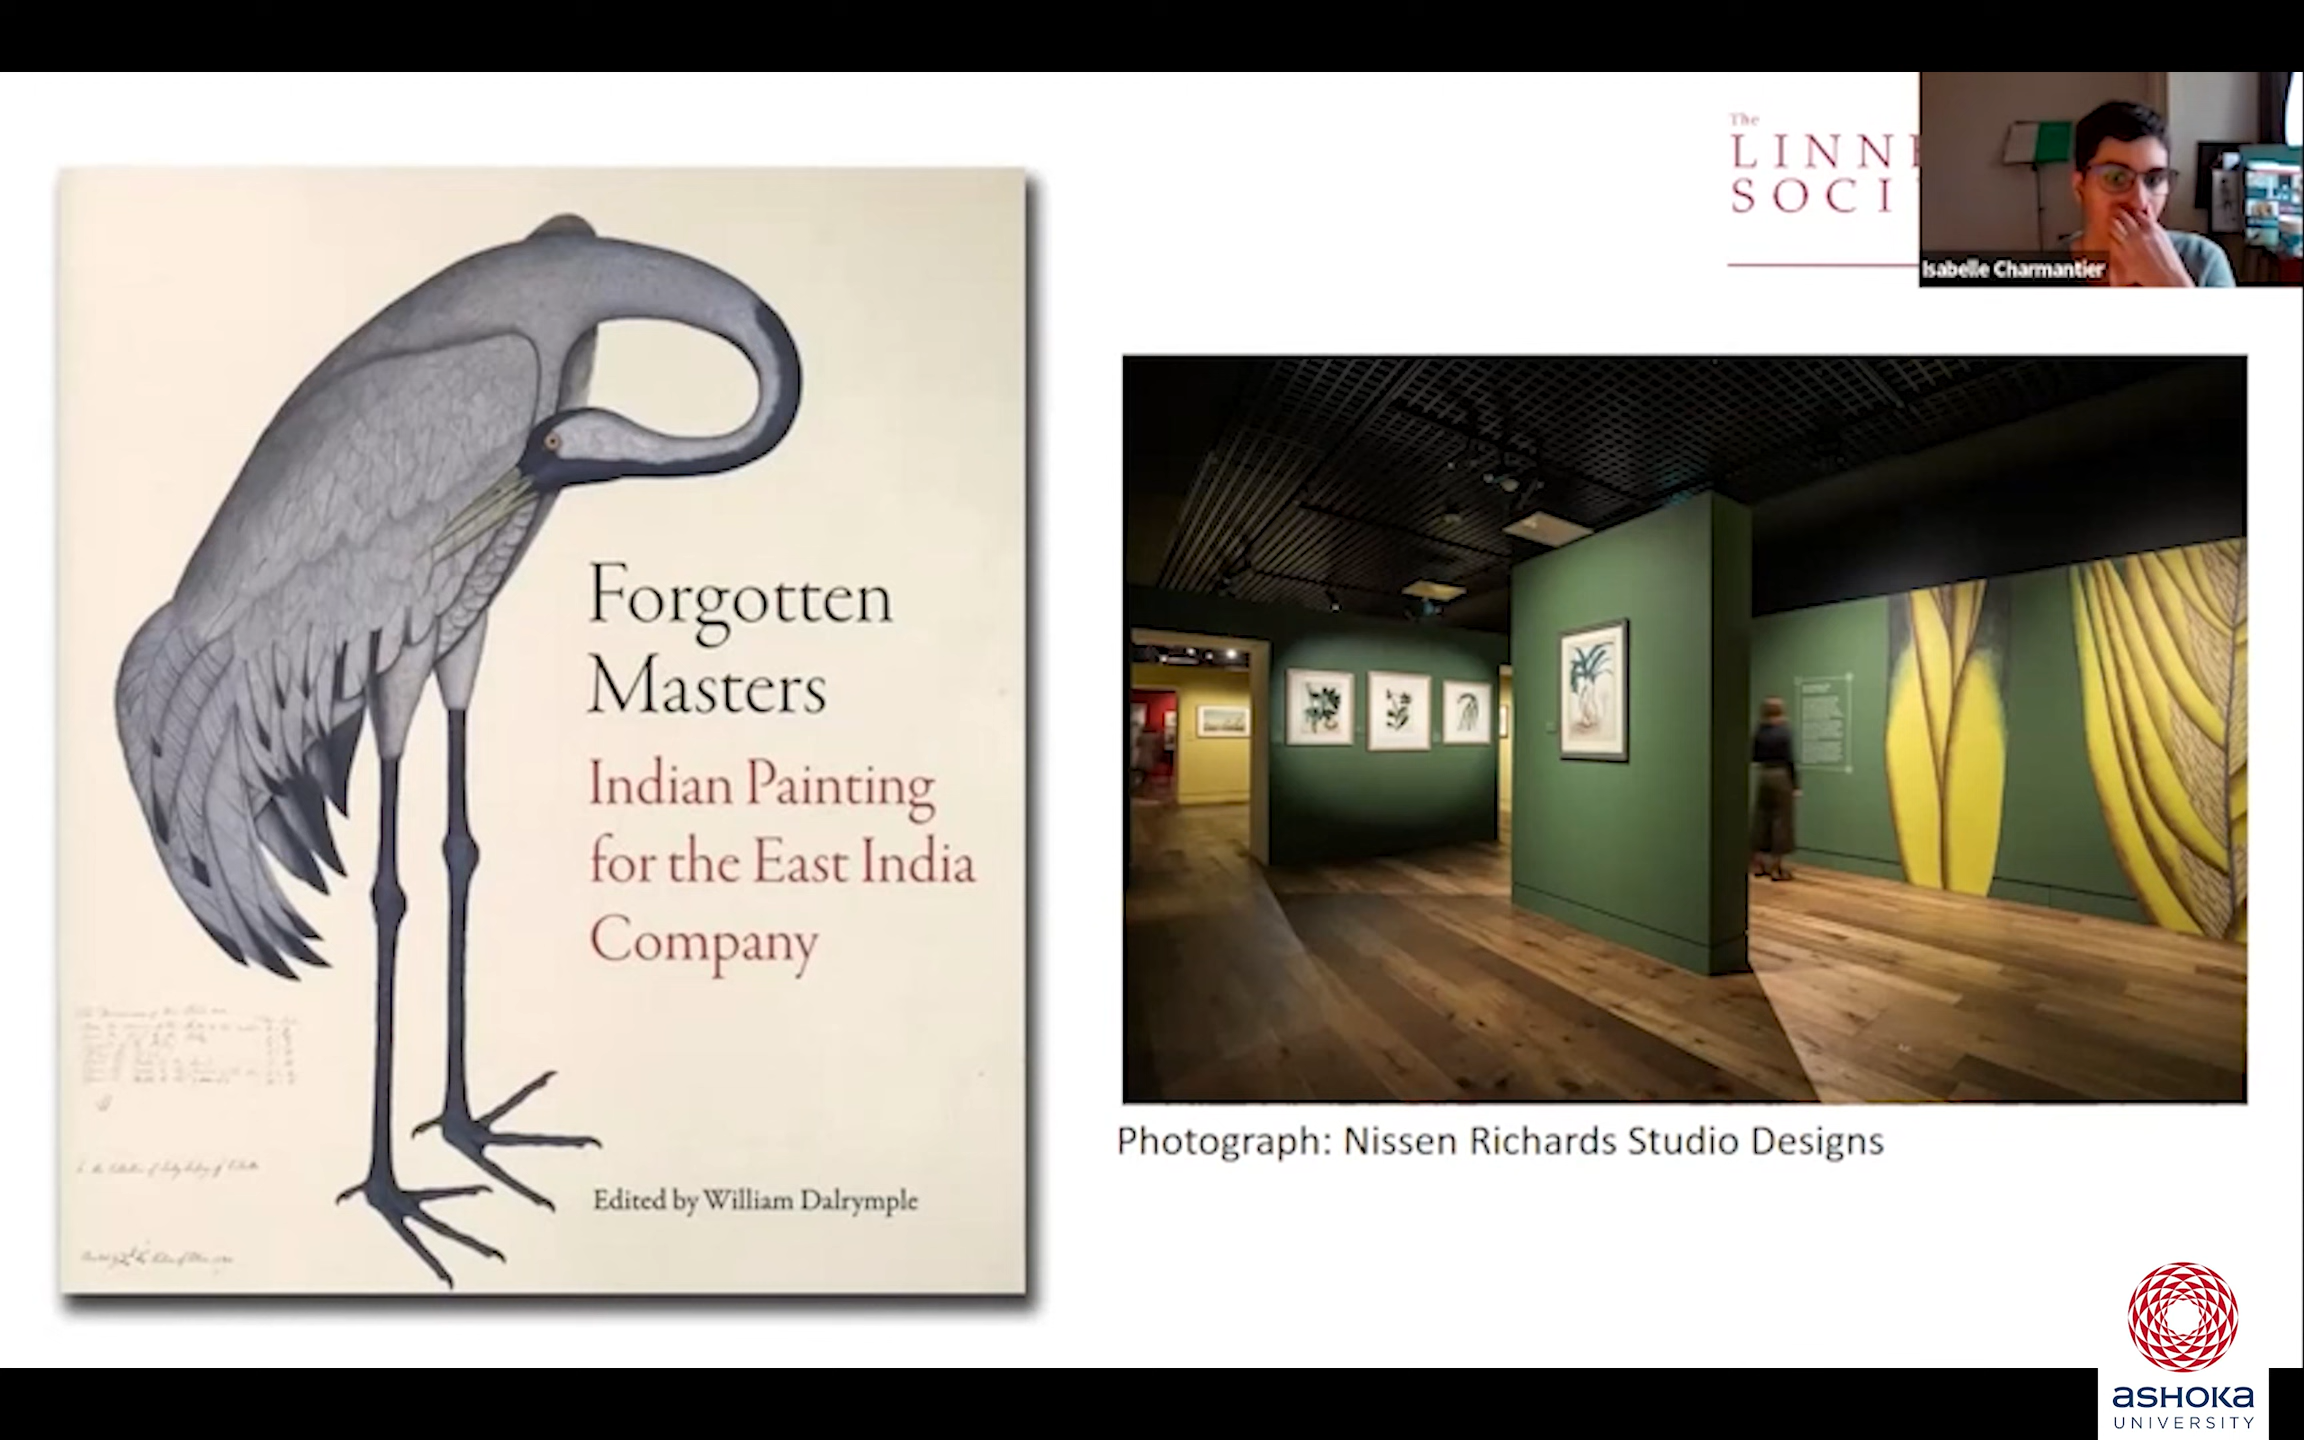 The
LINN
SOCI
Isabelle Charmantier
Forgotten
Masters
Indian Painting
for the East India
Company
Edited by William Dalrymple
Photograph: Nissen Richards Studio Designs
ASHOKA
UNIVERSITY